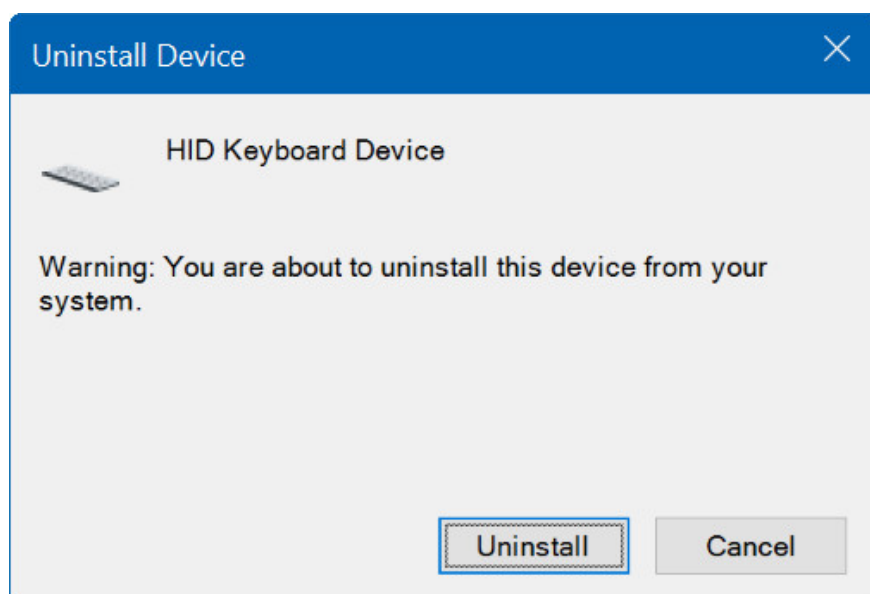 Uninstall Device
HID Keyboard Device
Warning: You are about to uninstall this device from your
system.
Uninstall
Cancel